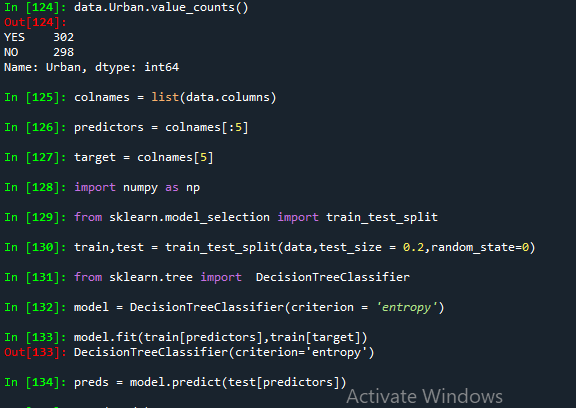 In [124]: data.Urban.value_counts()
Out[124]:
YES    302
NO     298
Name: Urban, dtype: int64
In [125]: colnames = list(data.columns)
In [126]: predictors = colnames[:5]
In [127]: target = colnames[5]
In [128]: import numpy as np
In [129]: from sklearn.model_selection import train_test_split
In [130]: train,test = train_test_split(data,test_size = 0.2,random_state=0)
In [131]: from sklearn.tree import  DecisionTreeClassifier
In [132]: model = DecisionTreeClassifier(criterion = 'entropy')
In [133]: model.fit(train[predictors],train[target])
Out[133]: DecisionTreeClassifier(criterion='entropy')
In [134]: preds = model.predict(test[predictors])
Activate Windows